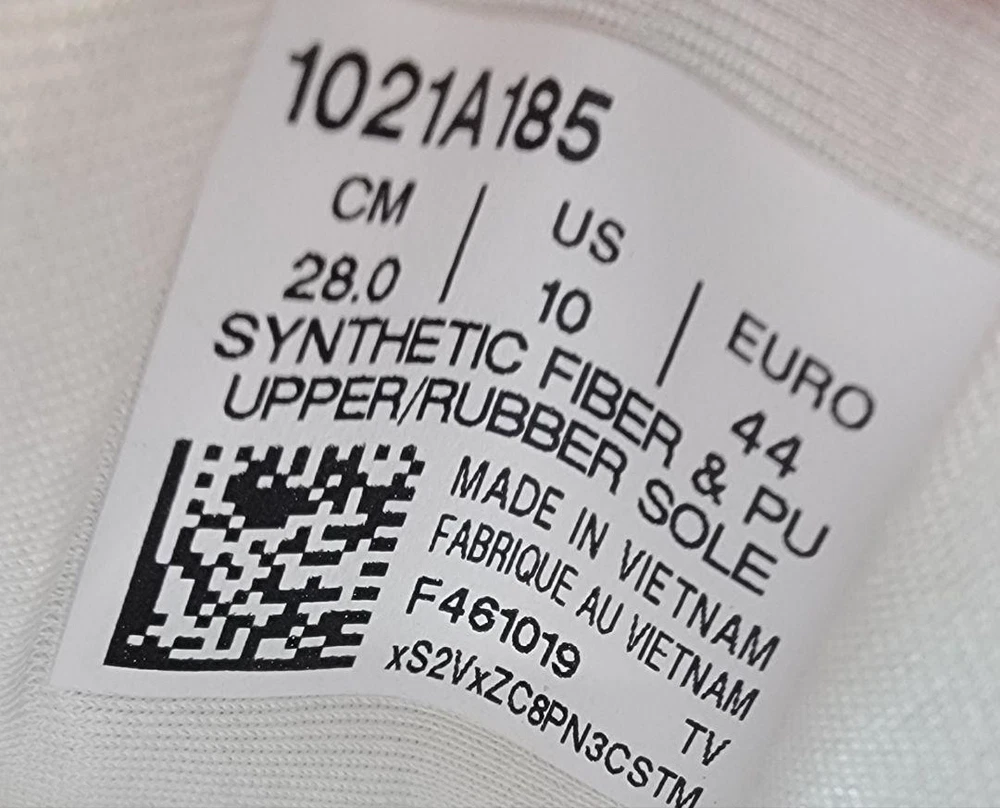 1021A185
CM | US | EURO
28.0 10 44
SYNTHETIC FIBER & PU
UPPER/RUBBER SOLE
MADE IN VIETNAM
FABRIQUE AU VIETNAM
F461019 TV
xS2VxZC8PN3CSTM